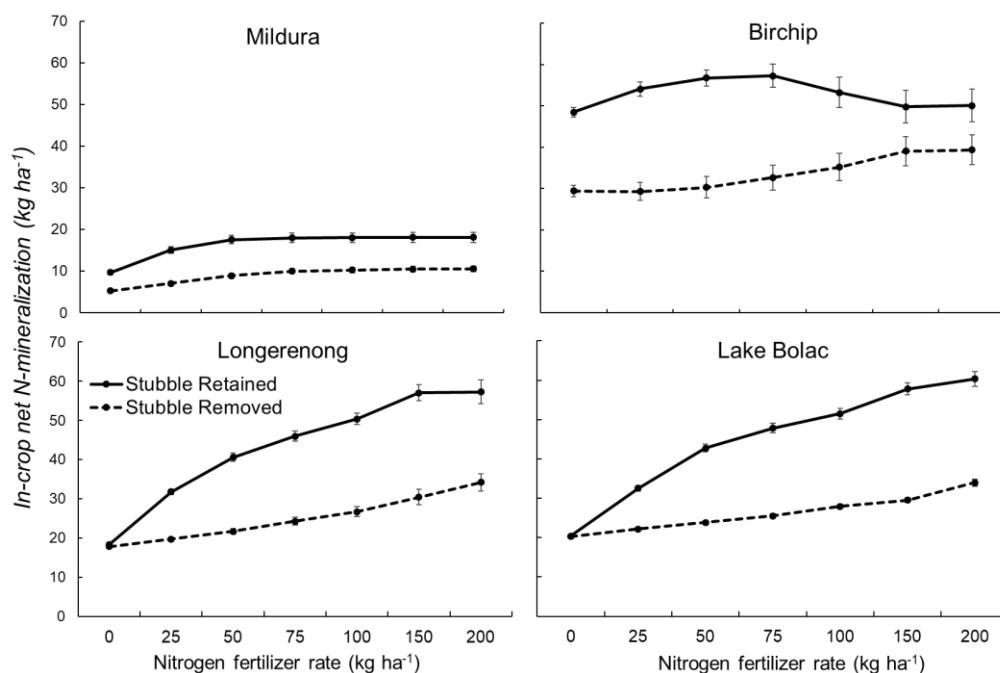 In-crop net N-mineralization (kg ha⁻¹)
Mildura
70
60
50
40
30
20
10
0
Birchip
Longerenong
Stubble Retained
Stubble Removed
70
60
50
40
30
20
10
0
0 25 50 75 100 150 200
Nitrogen fertilizer rate (kg ha⁻¹)
Lake Bolac
0 25 50 75 100 150 200
Nitrogen fertilizer rate (kg ha⁻¹)